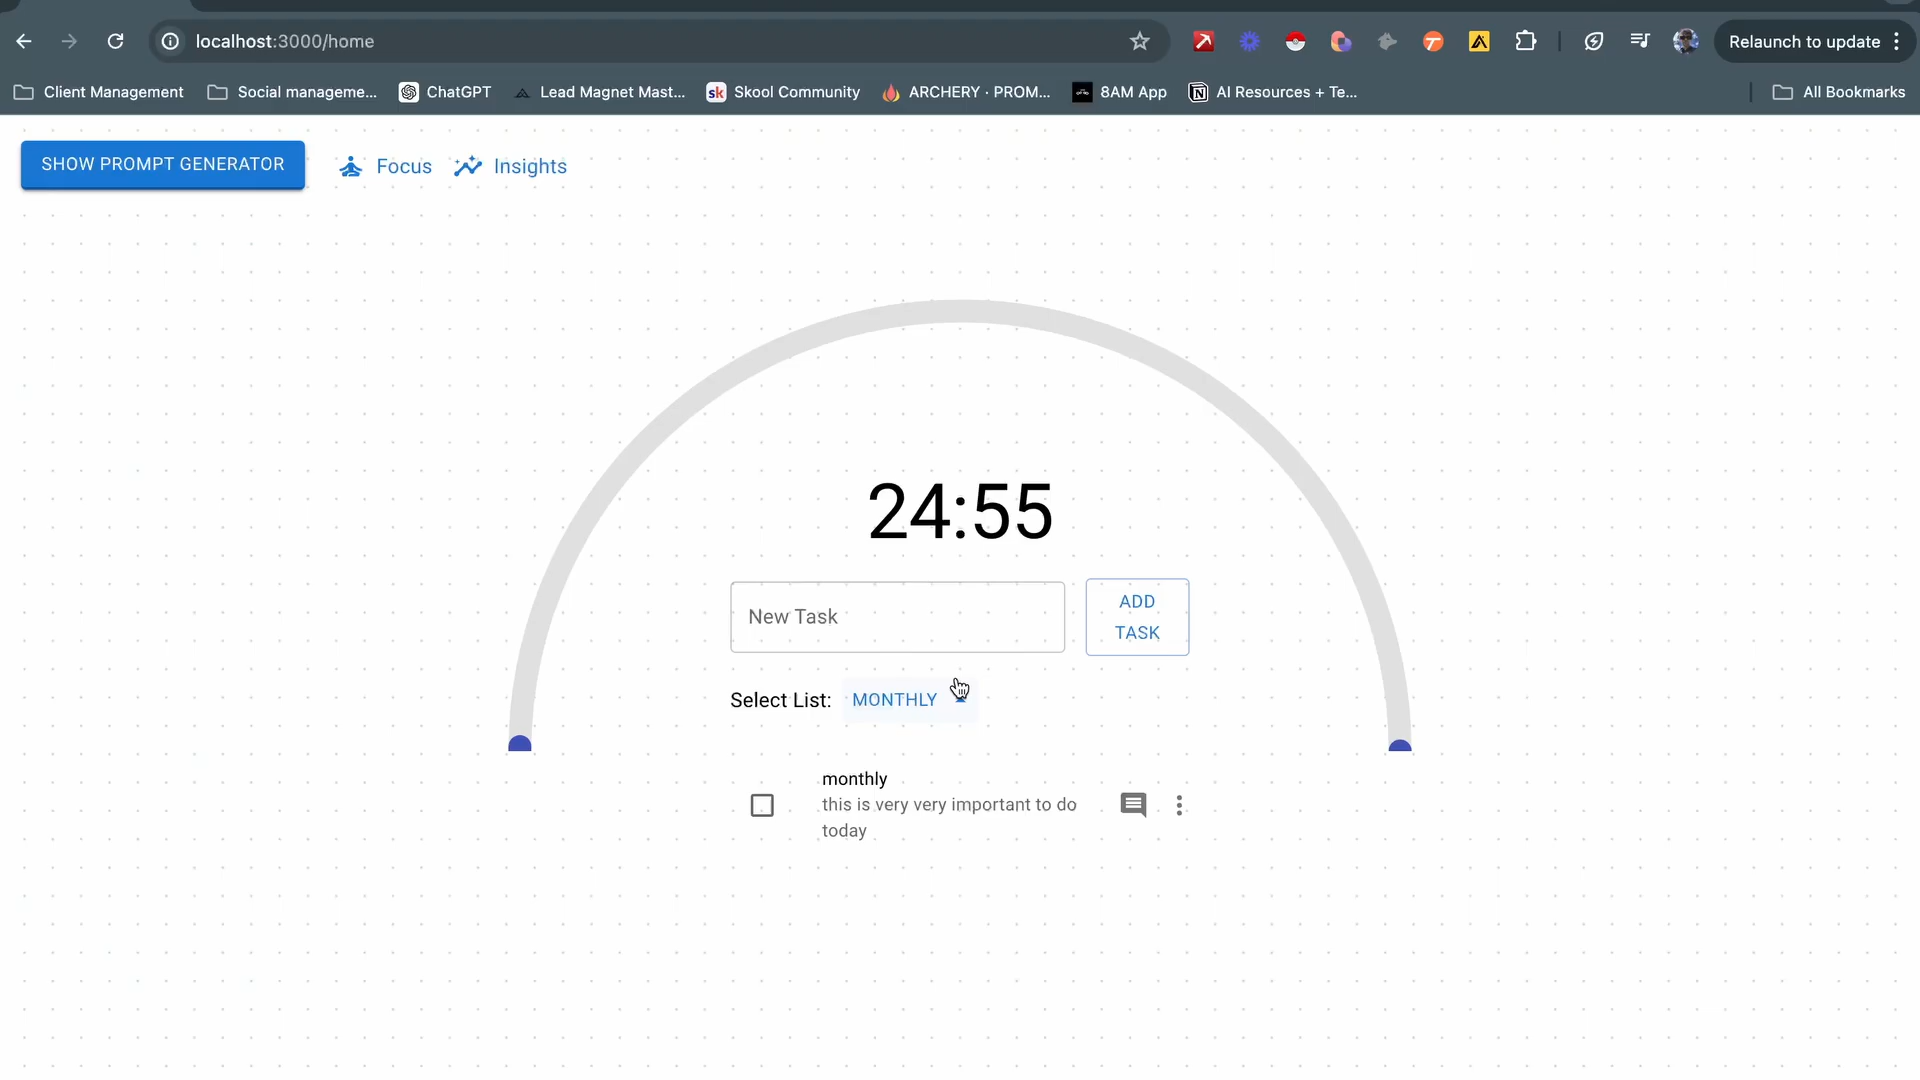 localhost:3000/home
Relaunch to update
Client Management
Social manageme...
ChatGPT
Lead Magnet Mast...
sk Skool Community
ARCHERY · PROM...
8AM App
AI Resources + Te...
All Bookmarks
SHOW PROMPT GENERATOR
Focus
Insights
24:55
New Task
ADD
TASK
Select List: MONTHLY
monthly
this is very very important to do
today